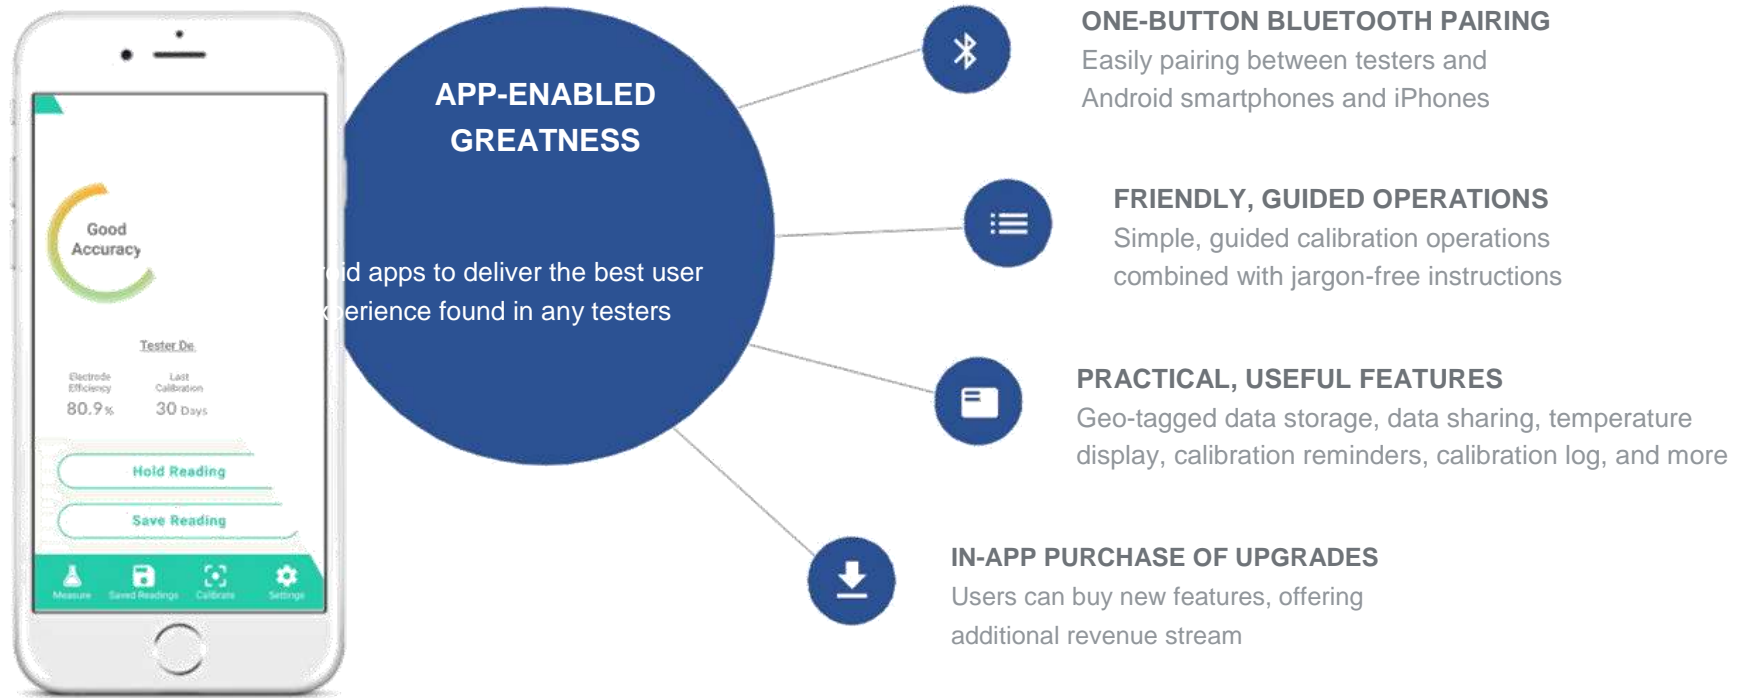 APP-ENABLED
GREATNESS
apps to deliver the best user
found in any testers
Good
Accuracy
Tester De
Electrode
Efficiency
80.9 %
Last
Calibration
30 Days
Hold Reading
Save Reading
Measure
Saved Readings
Calibrate
Settings
ONE-BUTTON BLUETOOTH PAIRING
Easily pairing between testers and
Android smartphones and iPhones
FRIENDLY, GUIDED OPERATIONS
Simple, guided calibration operations
combined with jargon-free instructions
PRACTICAL, USEFUL FEATURES
Geo-tagged data storage, data sharing, temperature
display, calibration reminders, calibration log, and more
IN-APP PURCHASE OF UPGRADES
Users can buy new features, offering
additional revenue stream